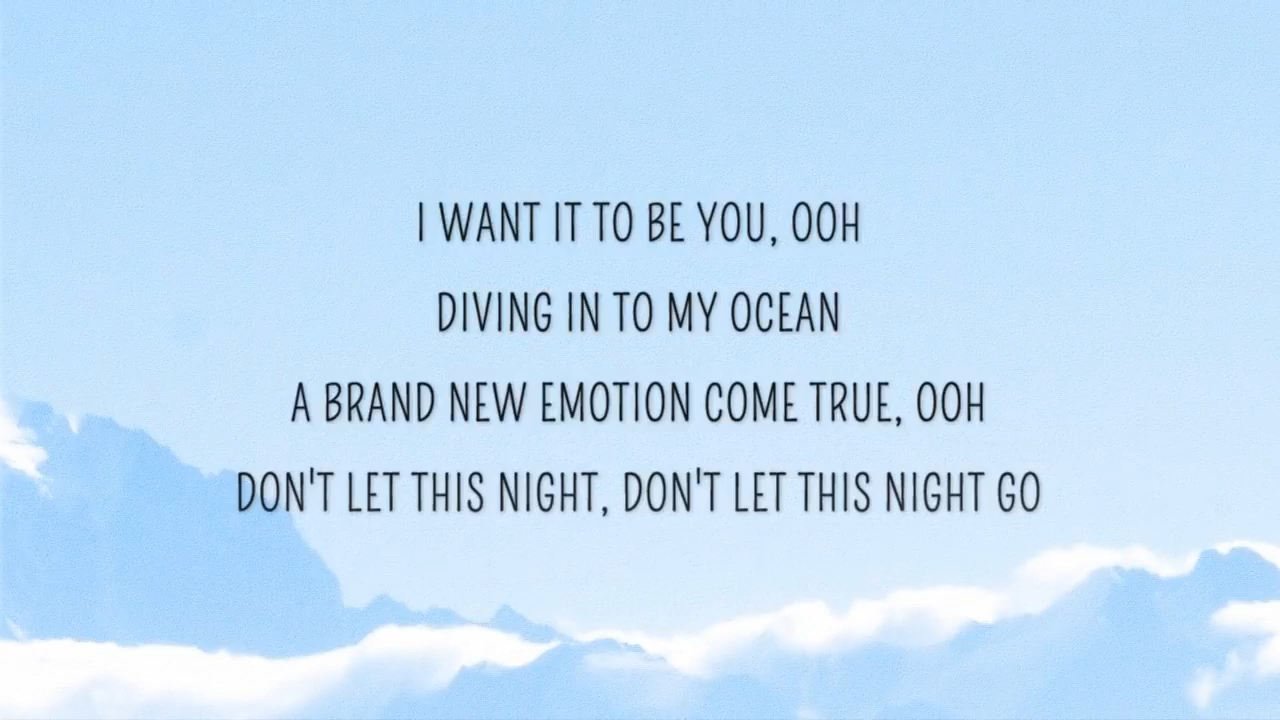 I WANT IT TO BE YOU, OOH
DIVING IN TO MY OCEAN
A BRAND NEW EMOTION COME TRUE, OOH
DON'T LET THIS NIGHT, DON'T LET THIS NIGHT GO